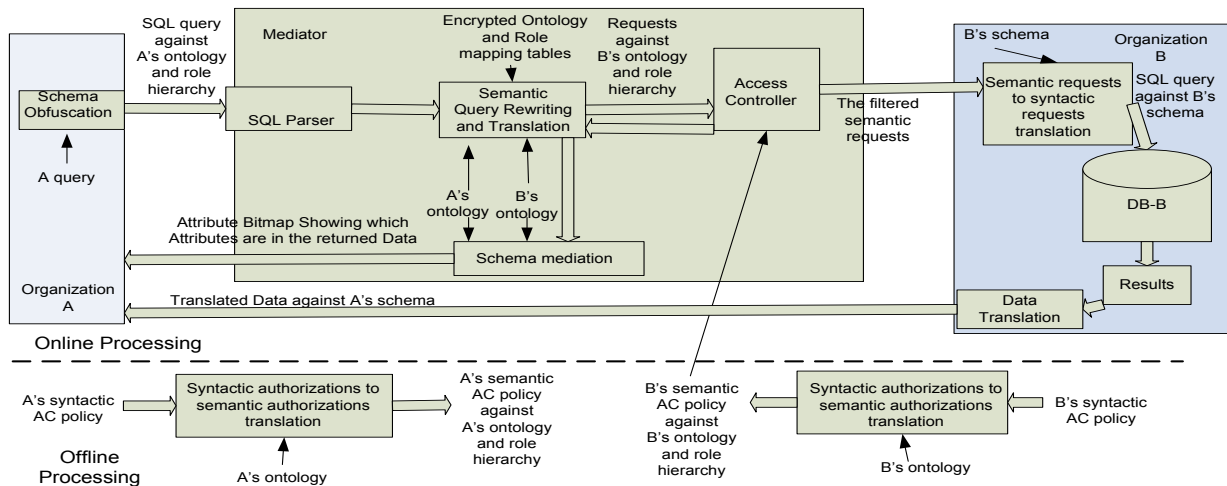 SQL query
against
A's ontology
and role
hierarchy
Mediator
Encrypted Ontology
and Role
mapping tables
Requests
against
B's ontology
and role
hierarchy
B's schema
Organization
B
Schema
Obfuscation
SQL Parser
Semantic
Query Rewriting
and Translation
Access
Controller
The filtered
semantic
requests
Semantic requests
to syntactic
requests
translation
SQL query
against B's
schema
A query
A's
ontology
B's
ontology
DB-B
Attribute Bitmap Showing which
Attributes are in the returned Data
Schema mediation
Organization
A
Translated Data against A's schema
Data
Translation
Results
Online Processing
A's syntactic
AC policy
Syntactic authorizations to
semantic authorizations
translation
A's semantic
AC policy
against
A's ontology
and role
hierarchy
B's semantic
AC policy
against
B's ontology
and role
hierarchy
Syntactic authorizations to
semantic authorizations
translation
B's syntactic
AC policy
Offline
Processing
A's ontology
B's ontology